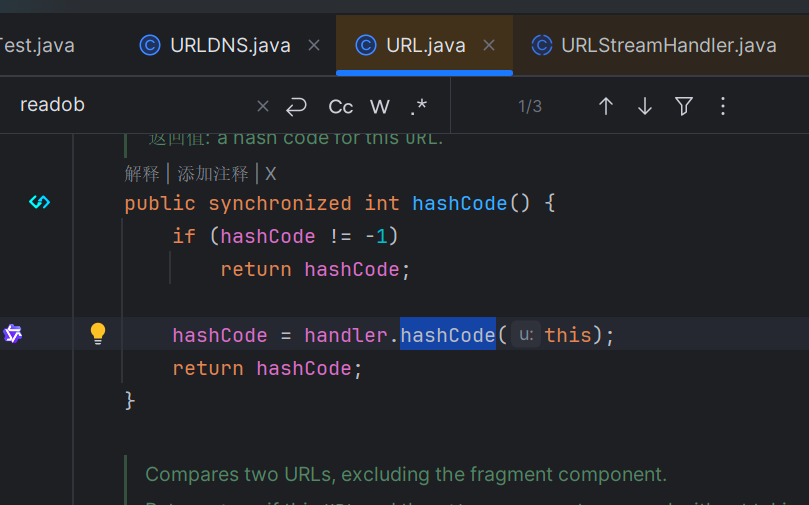 Test.java URLDNS.java URL.java URLStreamHandler.java
readob Cc W .* 1/3
返回值: a hash code for this URL.
解释 | 添加注释 | X
public synchronized int hashCode() {
if (hashCode != -1)
return hashCode;
hashCode = handler.hashCode( u: this);
return hashCode;
}
Compares two URLs, excluding the fragment component.